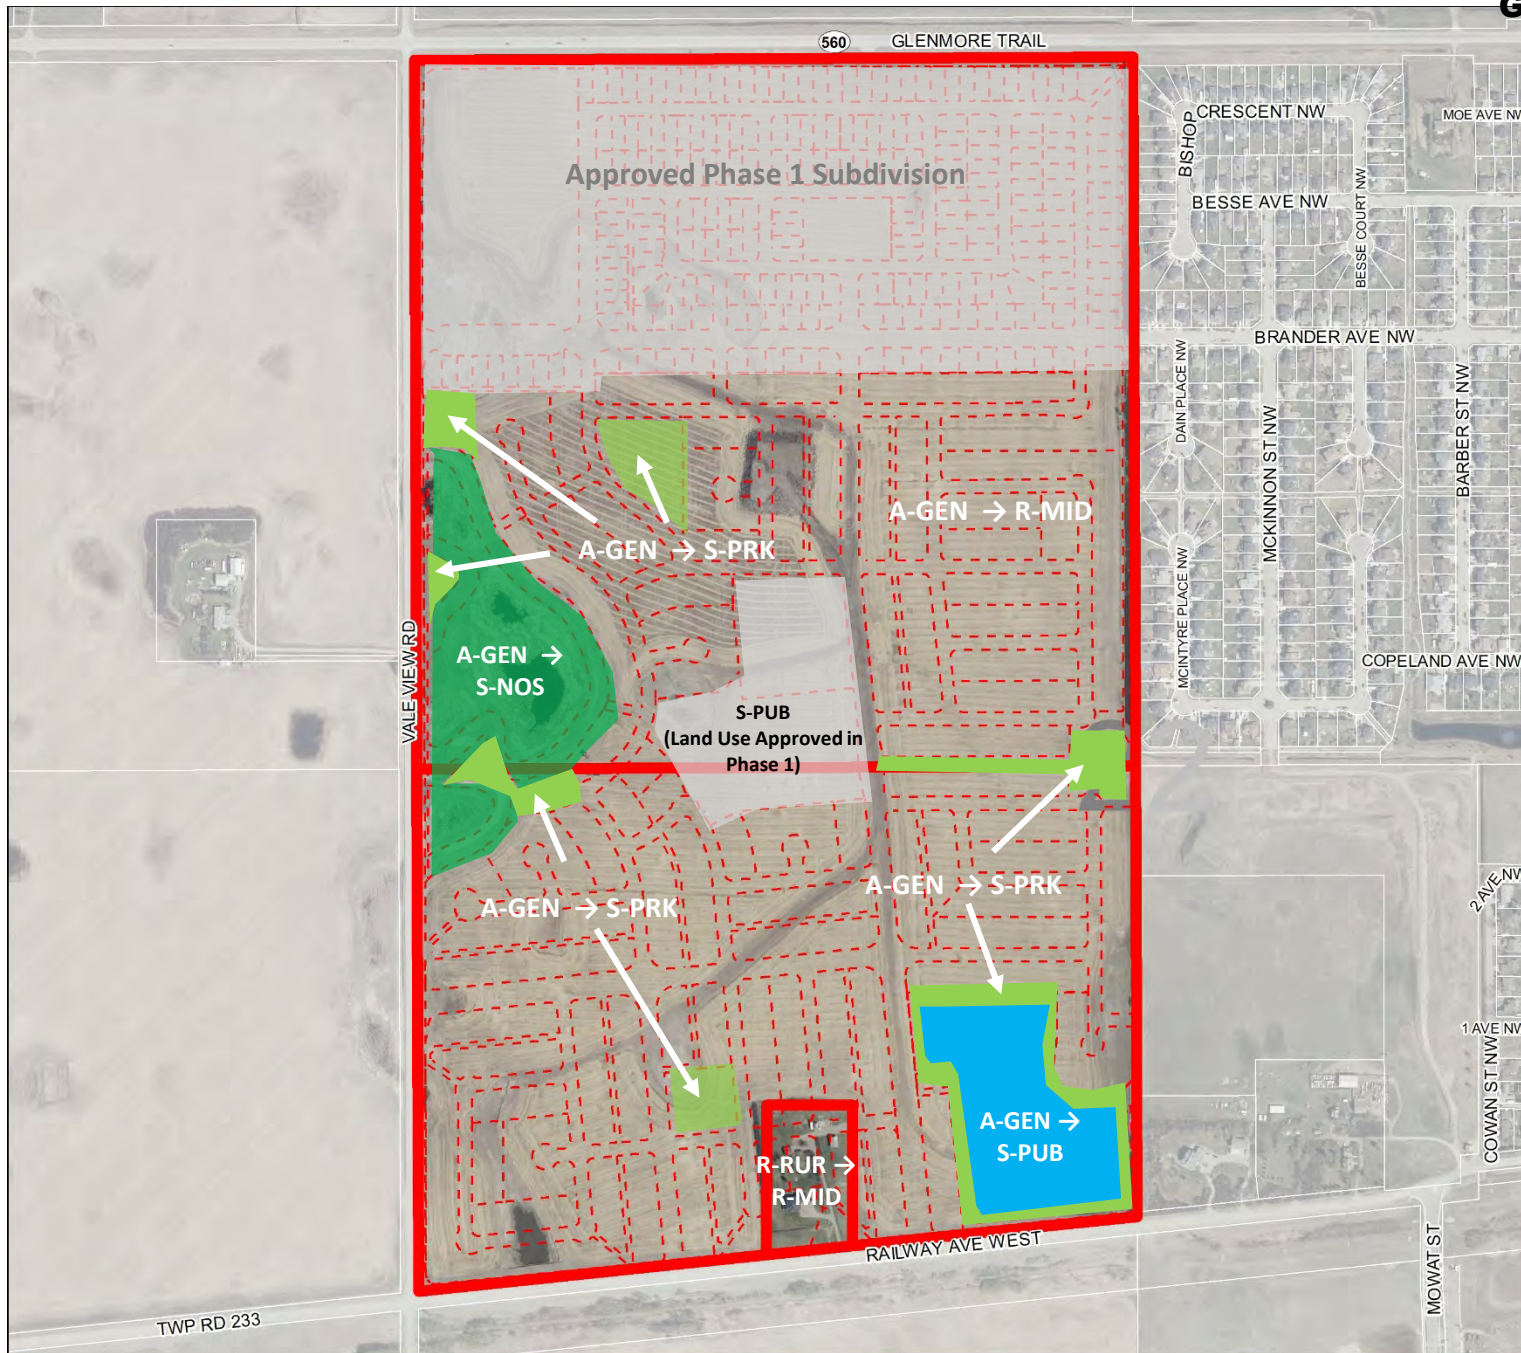 G
560 GLENMORE TRAIL
CRESCENT NW
MOE AVE NW
BISHOP
Approved Phase 1 Subdivision
BESSE AVE NW
BESSE COURT NW
BRANDER AVE NW
DAIN PLACE NW
MCKINNON ST NW
BARBER ST NW
A-GEN → R-MID
A-GEN → S-PRK
MCINTYRE PLACE NW
VALE VIEW RD
A-GEN →
S-NOS
COPELAND AVE NW
S-PUB
(Land Use Approved in
Phase 1)
A-GEN → S-PRK
A-GEN → S-PRK
2 AVE NW
1 AVE NW
COWAN ST NW
A-GEN →
S-PUB
R-RUR →
R-MID
RAILWAY AVE WEST
MOWAT ST
TWP RD 233